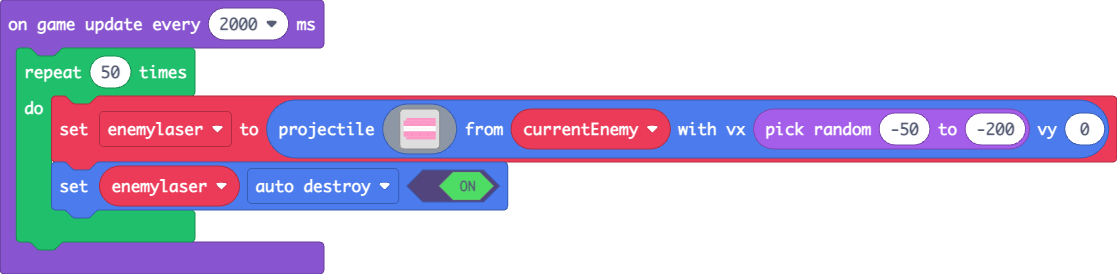 on game update every 2000 ms
repeat 50 times
do
set enemylaser to projectile from currentEnemy with vx pick random -50 to -200 vy 0
set enemylaser auto destroy ON